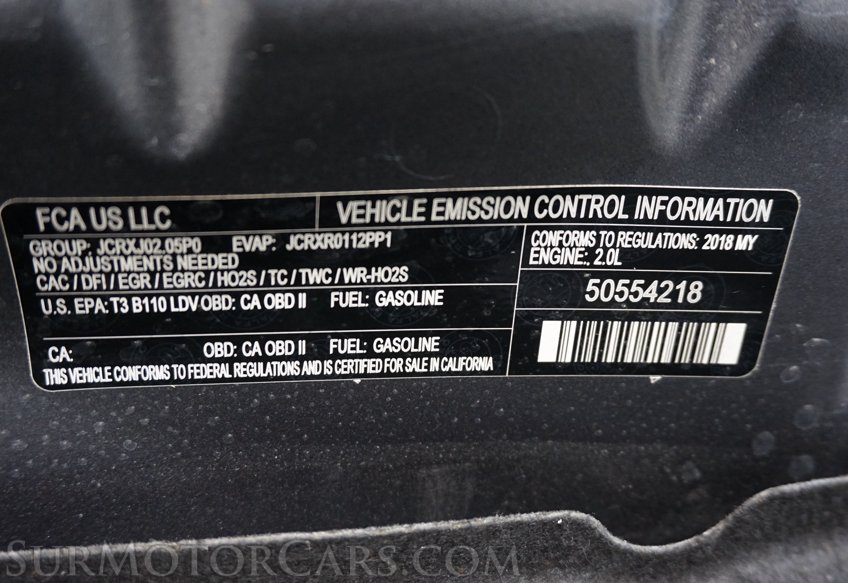 FCA US LLC
VEHICLE EMISSION CONTROL INFORMATION
GROUP: JCRXJ02.05P0 EVAP: JCRXR0112PP1
NO ADJUSTMENTS NEEDED
CAC / DFI / EGR / EGRC / HO2S / TC / TWC / WR-HO2S
U.S. EPA: T3 B110 LDV OBD: CA OBD II FUEL: GASOLINE
CA: OBD: CA OBD II FUEL: GASOLINE
THIS VEHICLE CONFORMS TO FEDERAL REGULATIONS AND IS CERTIFIED FOR SALE IN CALIFORNIA
CONFORMS TO REGULATIONS: 2018 MY
ENGINE:, 2.0L
50554218
SurMotorCars.com